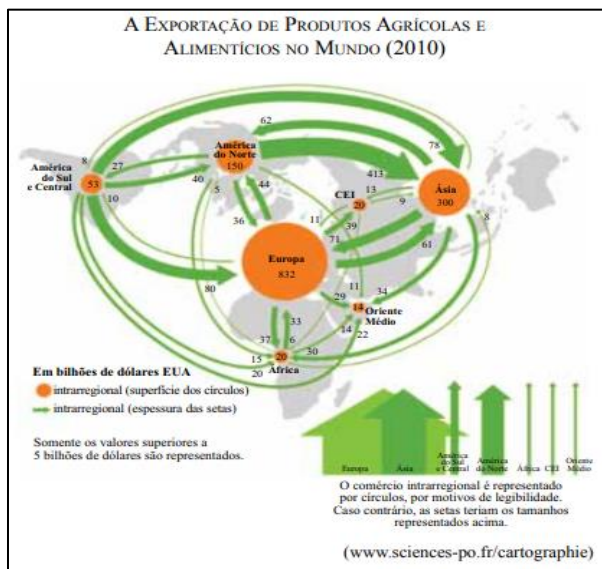 A EXPORTAÇÃO DE PRODUTOS AGRÍCOLAS E
ALIMENTÍCIOS NO MUNDO (2010)
62
8
América
do Norte
150
78
América do Sul
e Central
27
53
40
413
13
Ásia
300
CEI
20
10
5
44
9
8
36
11
39
71
Europa
832
61
80
11
29
34
14
Oriente
Médio
33
37
6
14
22
15
20
30
20
África
Em bilhões de dólares EUA
intrarregional (superfície dos círculos)
intrarregional (espessura das setas)
Somente os valores superiores a
5 bilhões de dólares são representados.
Europa
Ásia
América
do Sul
e Central
América
do Norte
África
CEI
Oriente
Médio
O comércio intrarregional é representado
por círculos, por motivos de legibilidade.
Caso contrário, as setas teriam os tamanhos
representados acima.
(www.sciences-po.fr/cartographie)